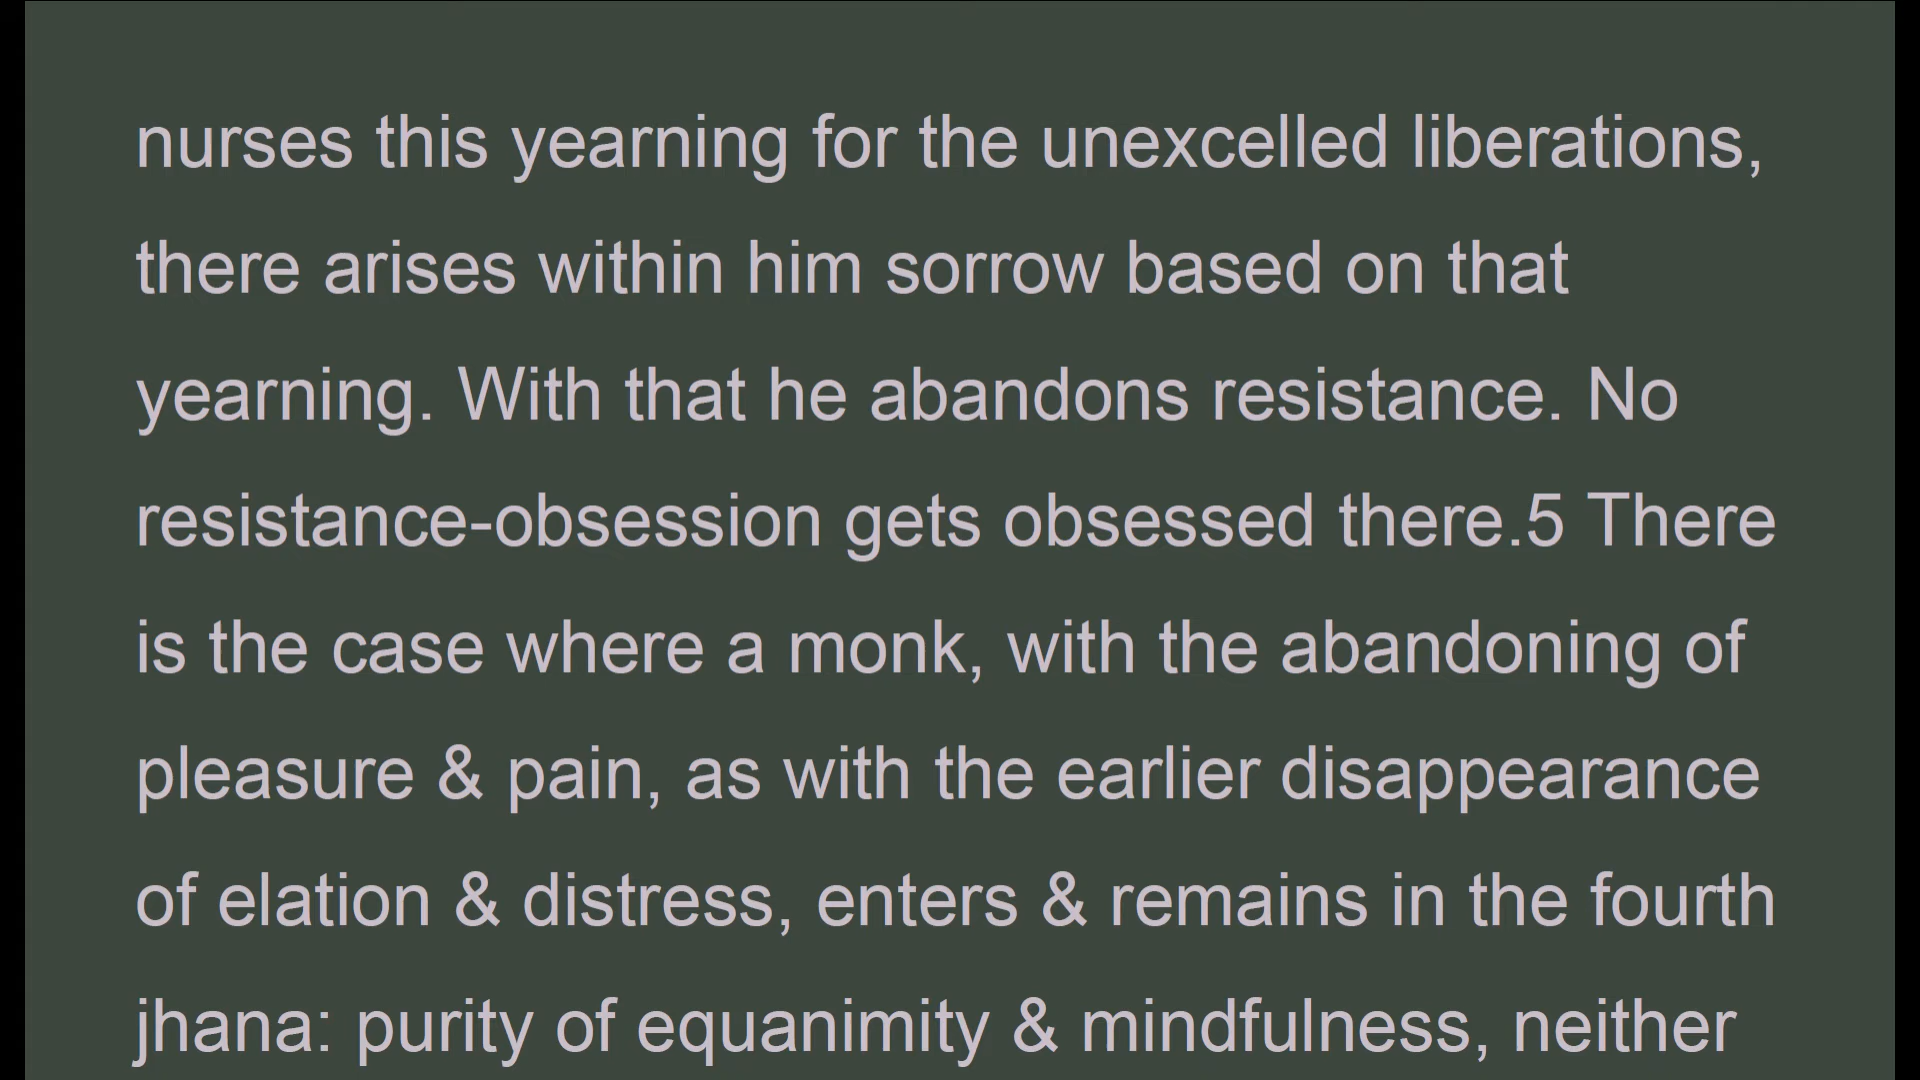 nurses this yearning for the unexcelled liberations,
there arises within him sorrow based on that
yearning. With that he abandons resistance. No
resistance-obsession gets obsessed there.5 There
is the case where a monk, with the abandoning of
pleasure & pain, as with the earlier disappearance
of elation & distress, enters & remains in the fourth
jhana: purity of equanimity & mindfulness, neither